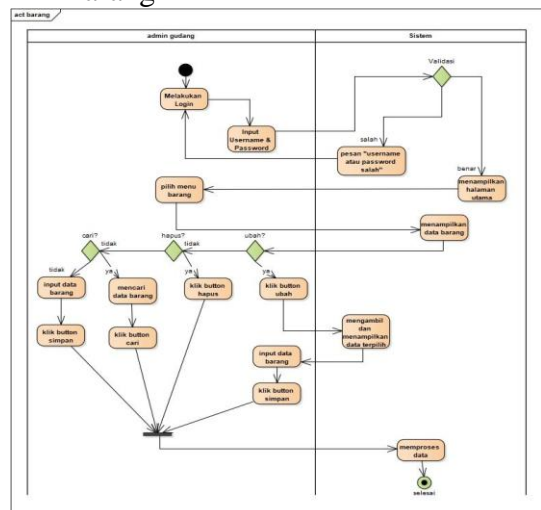 act barang
admin gudang
Sistem
Validasi
Melakukan
Login
Input
Username &
Password
salah
pesan "username
atau password
salah"
benar
menampilkan
halaman
utama
pilih menu
barang
menampilkan
data barang
cari?
hapus?
ubah?
tidak
tidak
tidak
ya
ya
ya
input data
barang
mencari
data barang
klik button
hapus
klik button
ubah
klik button
simpan
klik button
cari
mengambil
dan
menampilkan
data terpilih
input data
barang
klik button
simpan
memproses
data
selesai